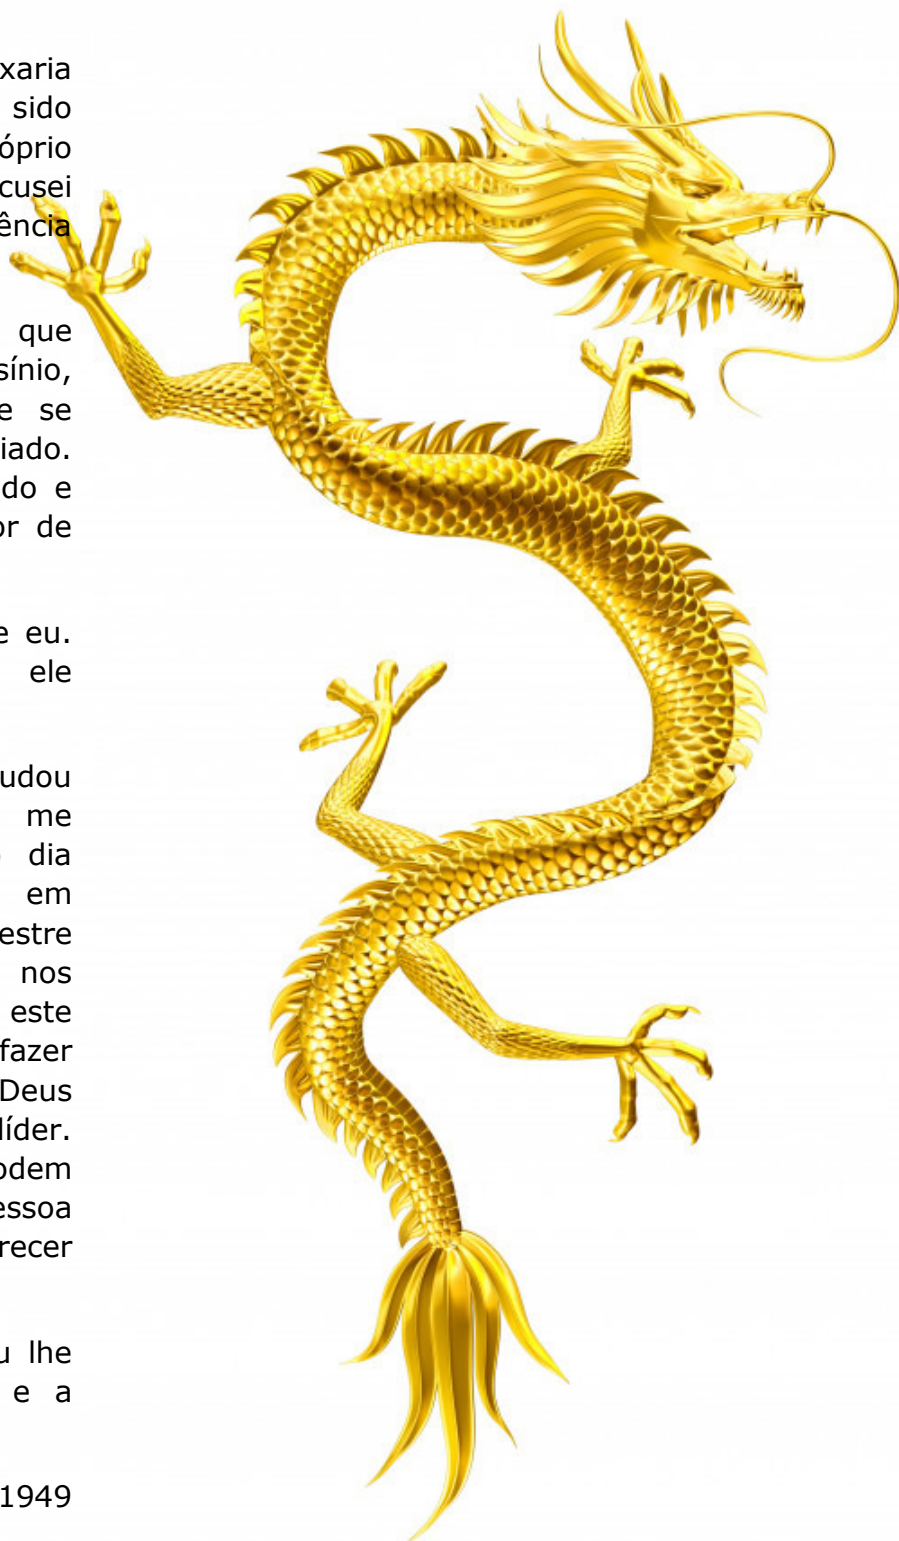 xaria
sido
óprio
cusei
ência
que
sínio,
e se
iado.
do e
or de
e eu.
ele
udou
me
dia
em
estre
nos
este
fazer
Deus
líder.
odem
essoa
recer
u lhe
e a
1949